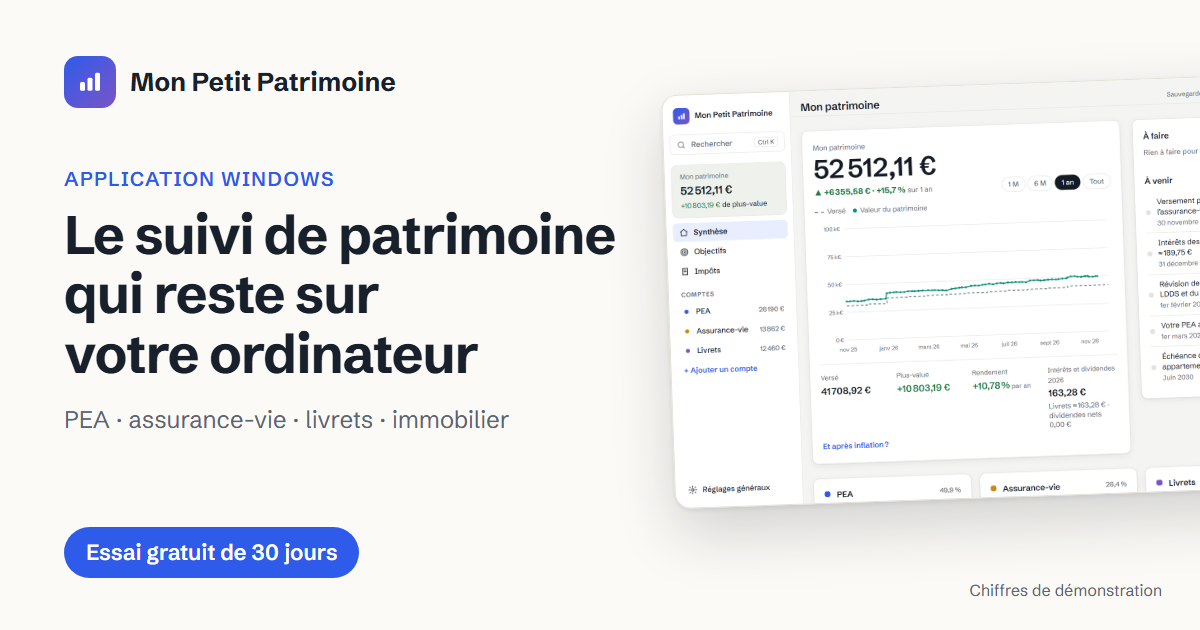 Mon Petit Patrimoine
APPLICATION WINDOWS
Le suivi de patrimoine
qui reste sur
votre ordinateur
PEA · assurance-vie · livrets · immobilier
Essai gratuit de 30 jours
Mon Petit Patrimoine
Rechercher Ctrl K
Mon patrimoine
52 512,11 €
+10 803,19 € de plus-value
Synthèse
Objectifs
Impôts
COMPTES
PEA 26 190 €
Assurance-vie 13 862 €
Livrets 12 460 €
+ Ajouter un compte
Réglages généraux
Mon patrimoine
Mon patrimoine
52 512,11 €
▲ +6 355,58 € · +15,7 % sur 1 an
1 M 6 M 1 an Tout
Versé Valeur du patrimoine
100 k€
75 k€
50 k€
25 k€
0 €
nov 25 janv 26 mars 26 mai 26 juil 26 sept 26 nov 26
Versé
41 708,92 €
Plus-value
+10 803,19 €
Rendement
+10,78 % par an
Intérêts et dividendes
2026
163,28 €
Livrets ≈ 163,28 € ·
dividendes nets
0,00 €
Et après inflation ?
PEA 49,9 %
Assurance-vie 26,4 %
Livrets
À faire
Rien à faire pour
À venir
Versement
l'assurance-
30 novembre
Intérêts des
≈ 189,75 €
31 décembre
Révision de
LDDS et du
1er février
Votre PEA
1er mars
Échéance
Juin 2030
Chiffres de démonstration